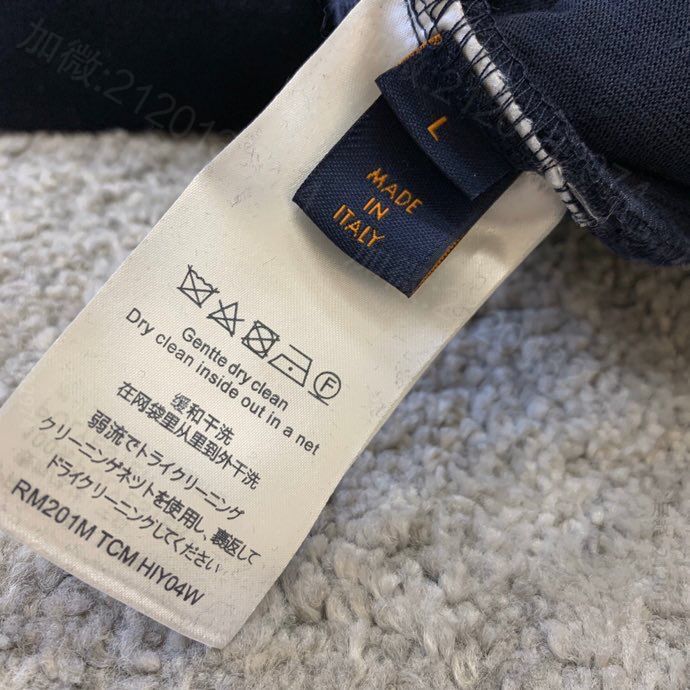 加微:21201
L
MADE
IN
ITALY
F
Gentte dry clean
Dry clean inside out in a net
缓和干洗
在网袋里从里到外干洗
弱流でトライクリーニング
クリーニングネットを使用し、裹返して
ドライクリーニングしてください
RM201M TCM HIY04W